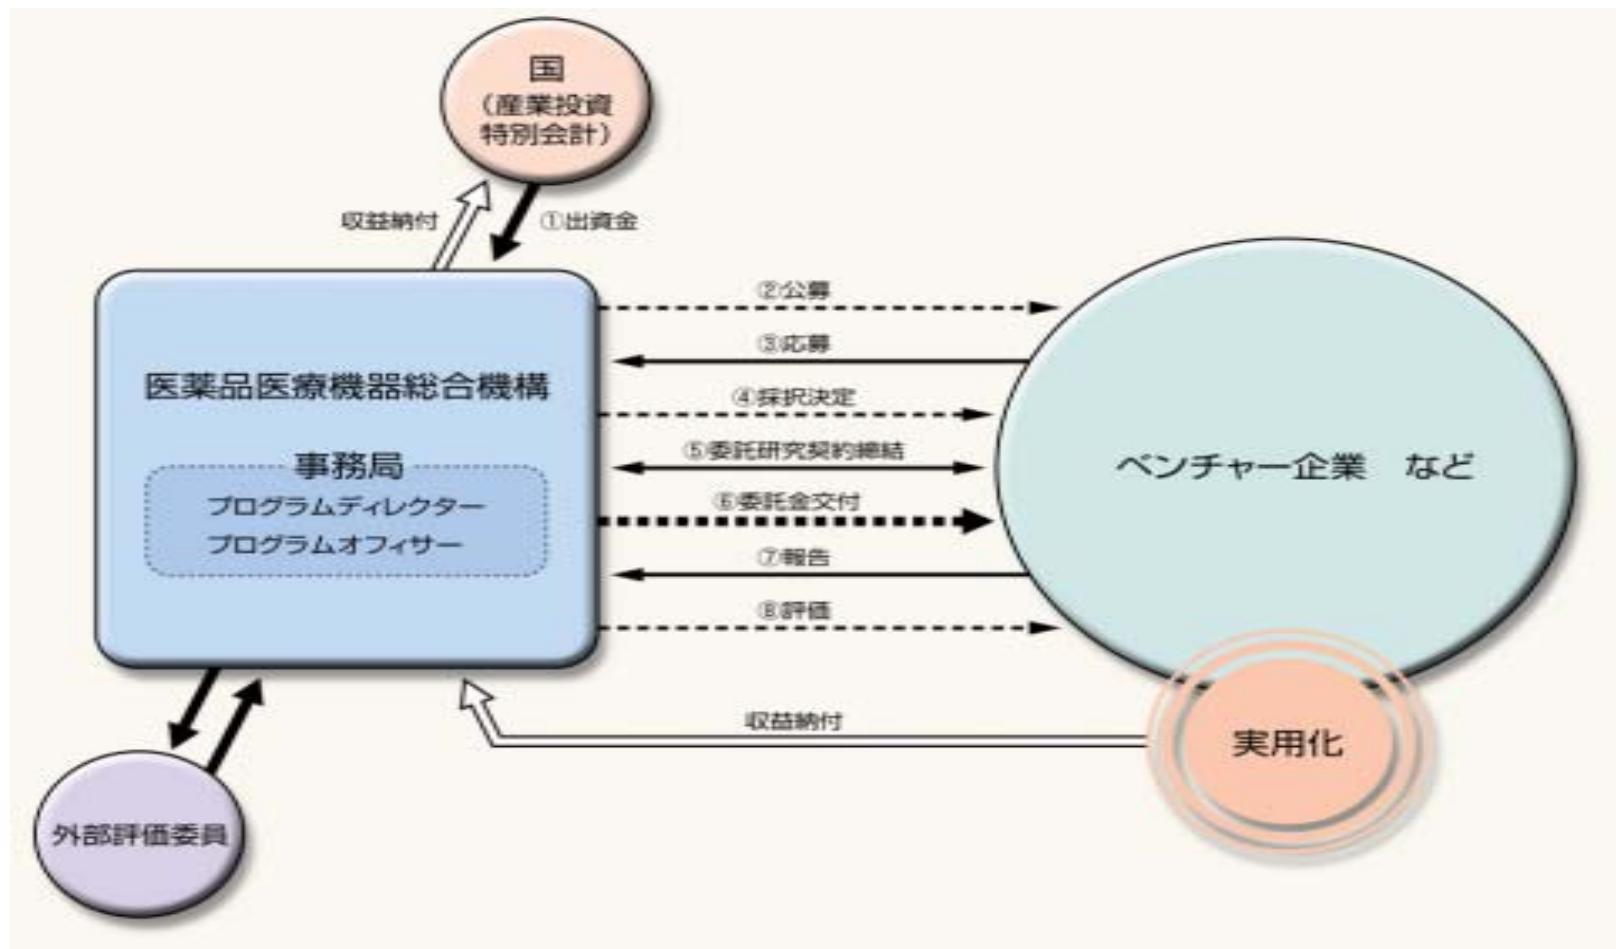 国
（産業投資
特別会計）
収益納付
①出資金
②公募
③応募
医薬品医療機器総合機構
④採択決定
⑤委託研究契約締結
事務局
ベンチャー企業　など
プログラムディレクター
⑥委託金交付
プログラムオフィサー
⑦報告
⑧評価
収益納付
実用化
外部評価委員